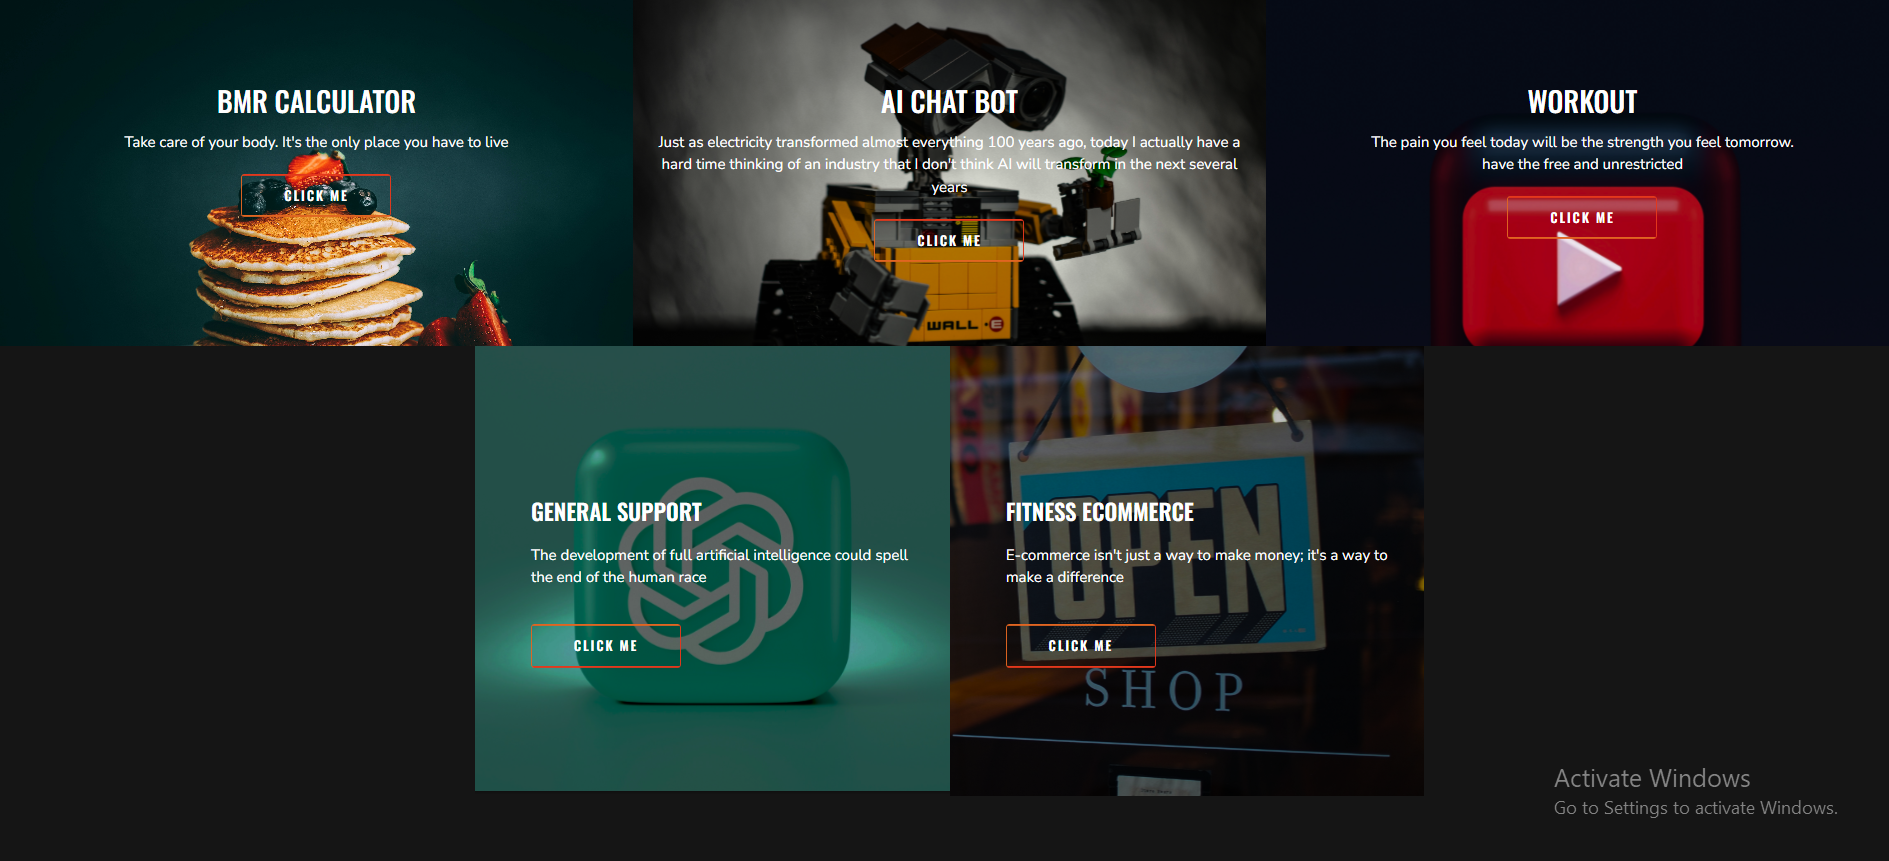 BMR CALCULATOR
Take care of your body. It's the only place you have to live
CLICK ME
AI CHAT BOT
Just as electricity transformed almost everything 100 years ago, today I actually have a
hard time thinking of an industry that I don't think AI will transform in the next several
years
CLICK ME
WALL·E
WORKOUT
The pain you feel today will be the strength you feel tomorrow.
have the free and unrestricted
CLICK ME
GENERAL SUPPORT
The development of full artificial intelligence could spell
the end of the human race
CLICK ME
FITNESS ECOMMERCE
E-commerce isn't just a way to make money; it's a way to
make a difference
CLICK ME
OPEN
SHOP
Activate Windows
Go to Settings to activate Windows.